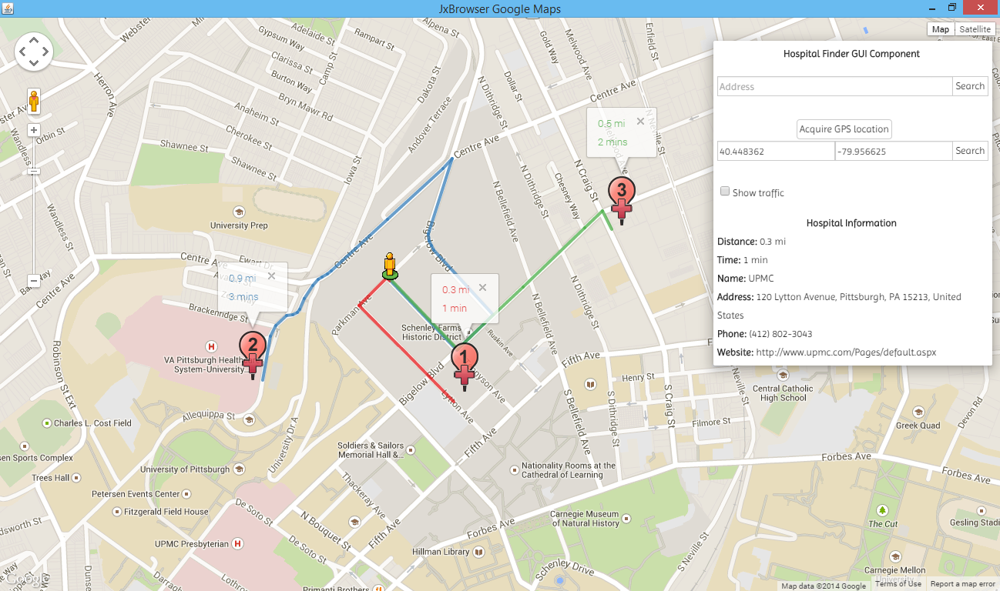 JxBrowser Google Maps
Map
Satellite
Hospital Finder GUI Component
Address
Search
Acquire GPS location
40.448362
-79.956625
Search
Show traffic
Hospital Information
Distance: 0.3 mi
Time: 1 min
Name: UPMC
Address: 120 Lytton Avenue, Pittsburgh, PA 15213, United
States
Phone: (412) 802-3043
Website: http://www.upmc.com/Pages/default.aspx
0.5 mi
2 mins
3
0.9 mi
3 mins
2
0.3 mi
1 min
1
Webster
Herron Ave
Gypsum Way
Adelaide St
Rampart St
Camp St
Clarissa St
Burton Way
Bryn Mawr Rd
Anaheim St
Cherokee St
Shawnee St
Shawnee St
Iowa St
Orbin St
Wandless St
Wandless St
Alpena St
Dakota St
Andover Terrace
Centre Ave
Centre Ave
Centre Ave
Centre Ave
Centre Ave
Gold Way
Melwood Ave
Enfield St
Dollar St
N Dithridge St
N Dithridge St
N Dithridge St
N Neville St
N Craig St
Chesney Way
N Bellefield Ave
N Bellefield Ave
Bigelow Blvd
Bigelow Blvd
University Prep
Ewart Dr
Brackenridge St
Robinson St Ext
VA Pittsburgh Health
System-University...
Parkman Ave
Schenley Farms
Historic District
Ruskin Ave
Lytton Ave
Fifth Ave
Fifth Ave
Fifth Ave
Henry St
S Bellefield Ave
S Dithridge St
S Craig St
Filmore St
S Neville St
Neville St
Central Catholic
High School
Greek Quad
Devon Rd
Charles L. Cost Field
Allequippa St
University Dr A
sen Sports Complex
Trees Hall
University of Pittsburgh
Petersen Events Center
Fitzgerald Field House
Soldiers & Sailors
Memorial Hall &...
Nationality Rooms at the
Cathedral of Learning
Forbes Ave
Forbes Ave
Forbes Ave
Thackeray Ave
De Soto St
De Soto St
N Bouquet St
UPMC Presbyterian
Carnegie Museum
of Natural History
The Cut
Gesling Stadi
Hillman Library
Schenley Drive
Carnegie Mellon
University
dsworth St
Darragh
Lothrop
Primanti Brothers
Google
Map data ©2014 Google
Terms of Use
Report a map error